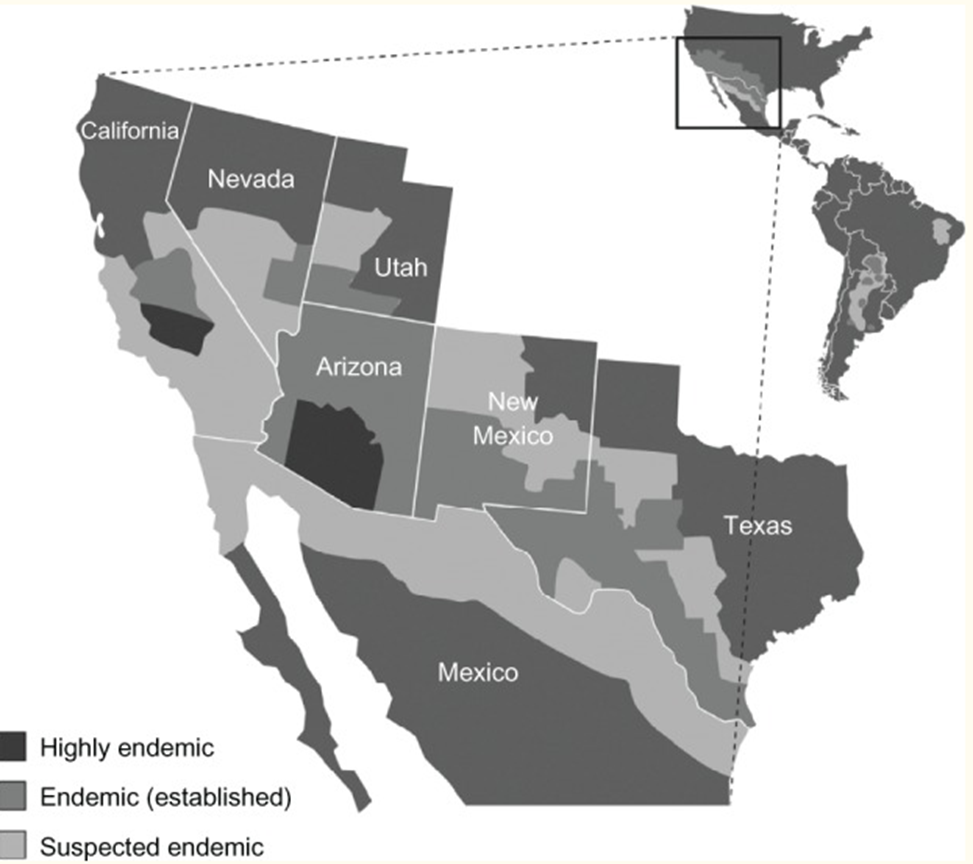 California
Nevada
Utah
Arizona
New
Mexico
Texas
Mexico
Highly endemic
Endemic (established)
Suspected endemic